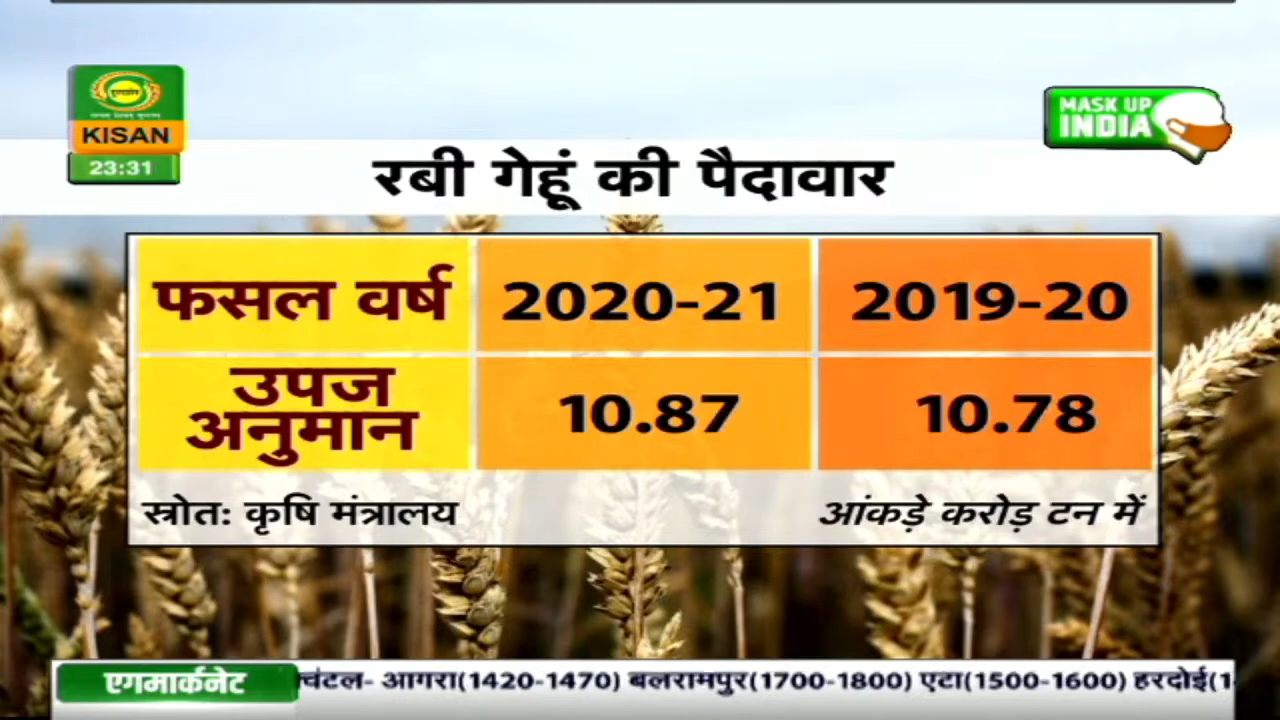 KISAN
23:31
MASK UP
INDIA
रबी गेहूं की पैदावार
फसल वर्ष 2020-21 2019-20
उपज
अनुमान 10.87 10.78
स्रोत: कृषि मंत्रालय आंकड़े करोड़ टन में
एगमार्कनेट क्विंटल- आगरा(1420-1470) बलरामपुर(1700-1800) एटा(1500-1600) हरदोई(1